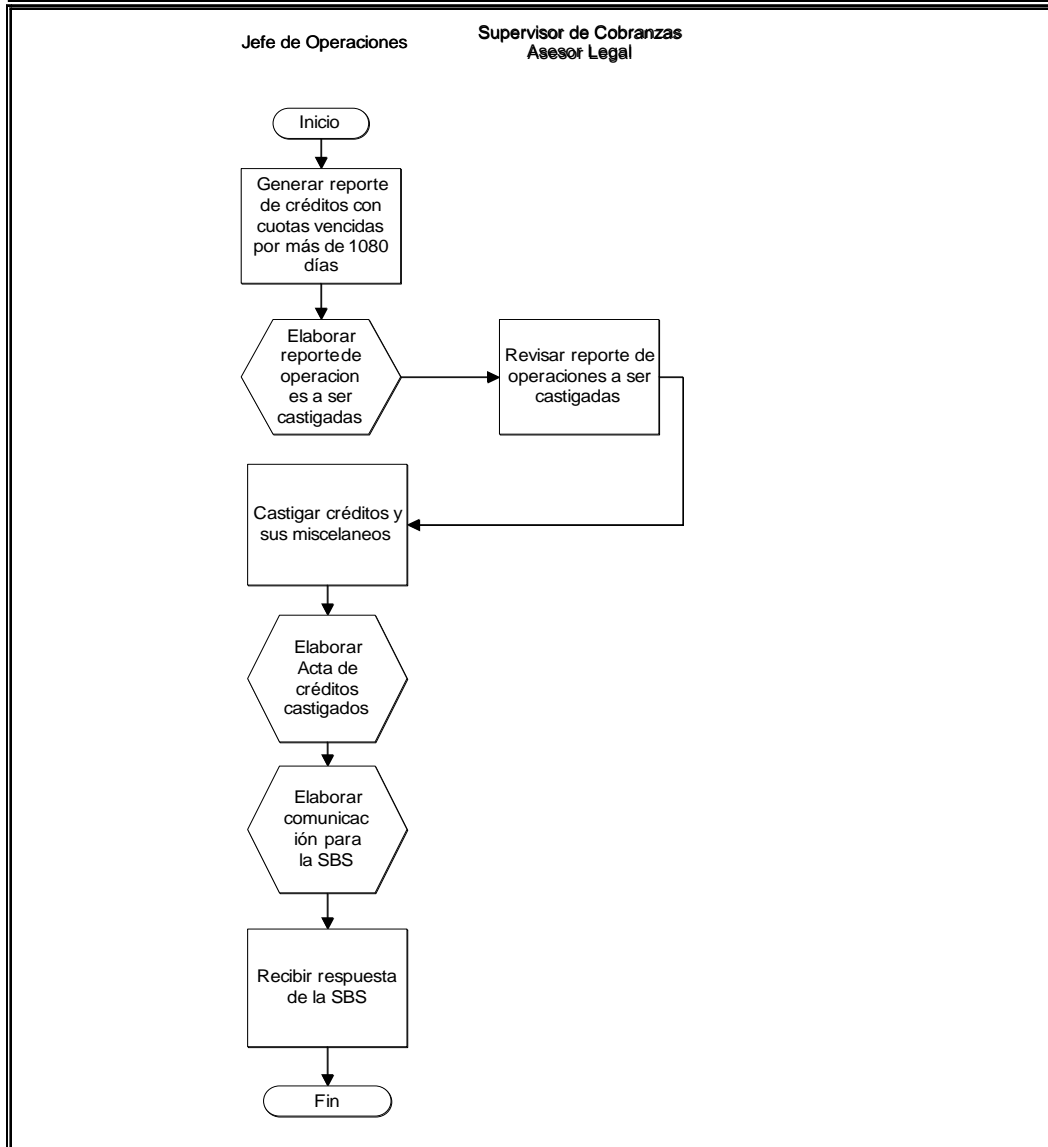 Jefe de Operaciones
Supervisor de Cobranzas
Asesor Legal
Inicio
Generar reporte
de créditos con
cuotas vencidas
por más de 1080
días
Elaborar
reporte de
operacion
es a ser
castigadas
Revisar reporte de
operaciones a ser
castigadas
Castigar créditos y
sus miscelaneos
Elaborar
Acta de
créditos
castigados
Elaborar
comunicac
ión para
la SBS
Recibir respuesta
de la SBS
Fin